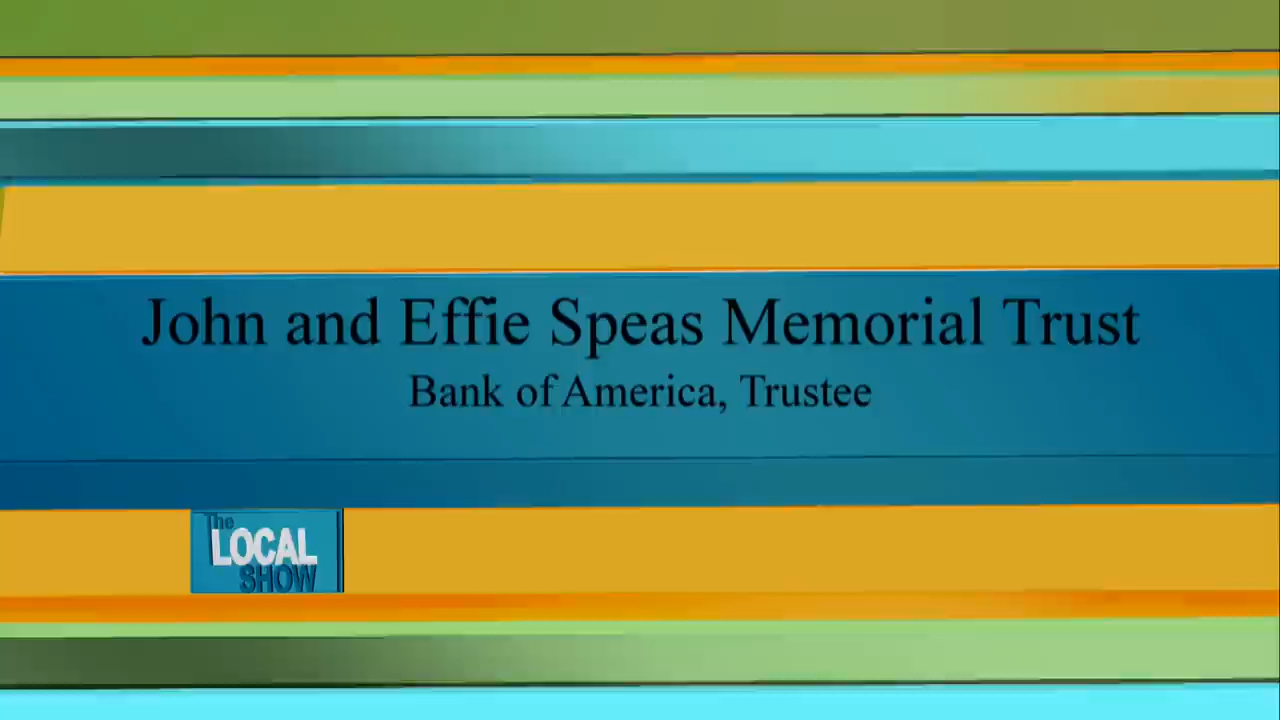 John and Effie Speas Memorial Trust
Bank of America, Trustee
The
LOCAL
SHOW